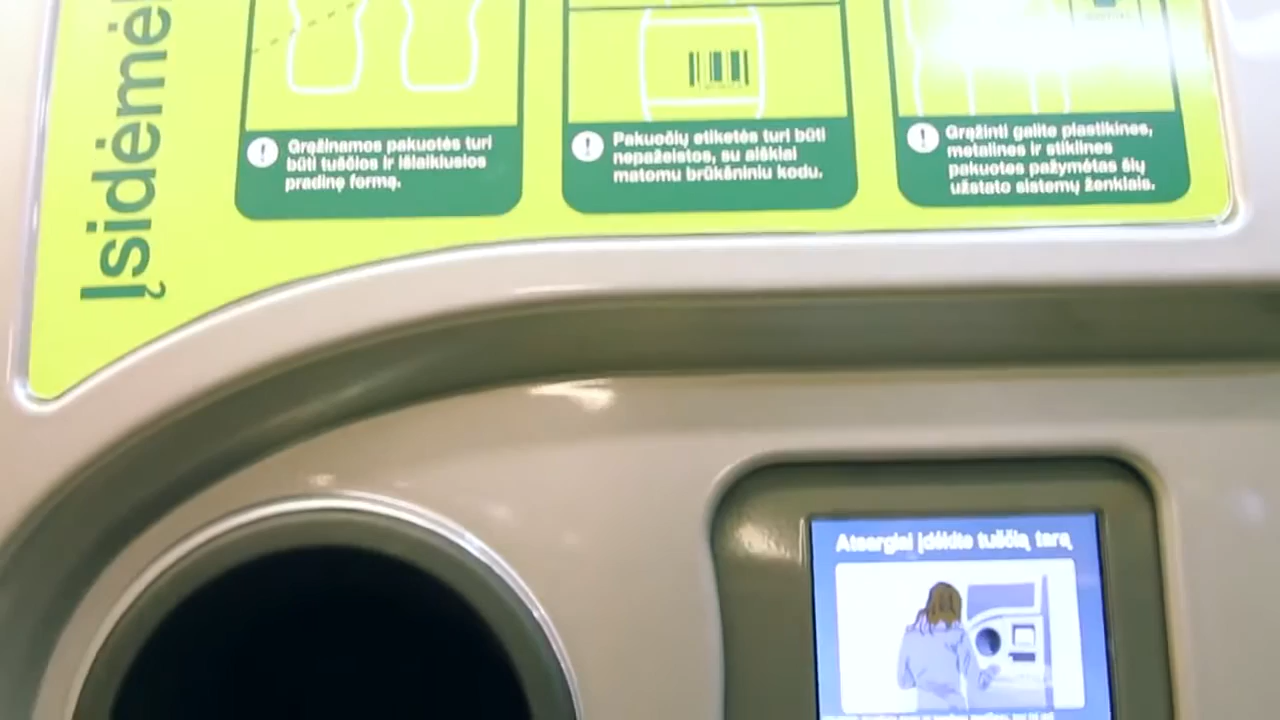 Įsidėmėk
Grąžinamos pakuotės turi
būti tuščios ir išlaikiusios
pradinę formą.
Pakuočių etiketės turi būti
nepažeistos, su aiškiai
matomu brūkšniniu kodu.
Grąžinti galite plastikines,
metalines ir stiklines
pakuotes pažymėtas šių
užstato sistemų ženklais.
Atsargiai įdėkite tuščią tarą